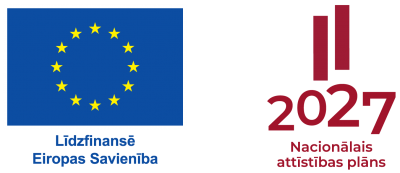 Līdzfinansē
Eiropas Savienība
2027
Nacionālais
attīstības plāns